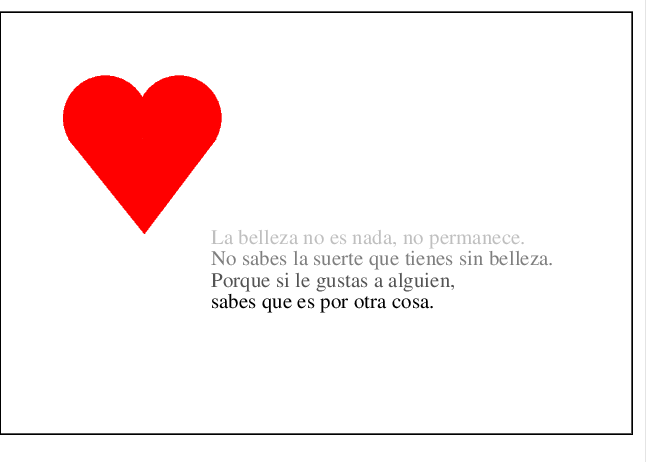 La belleza no es nada, no permanece.
No sabes la suerte que tienes sin belleza.
Porque si le gustas a alguien,
sabes que es por otra cosa.